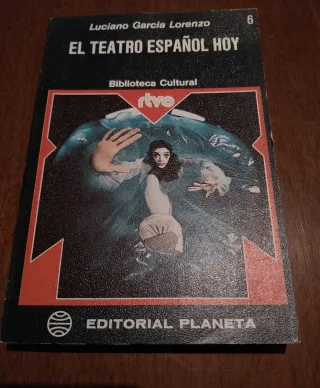 Luciano García Lorenzo
6
EL TEATRO ESPAÑOL HOY
Biblioteca Cultural
rtve
EDITORIAL PLANETA